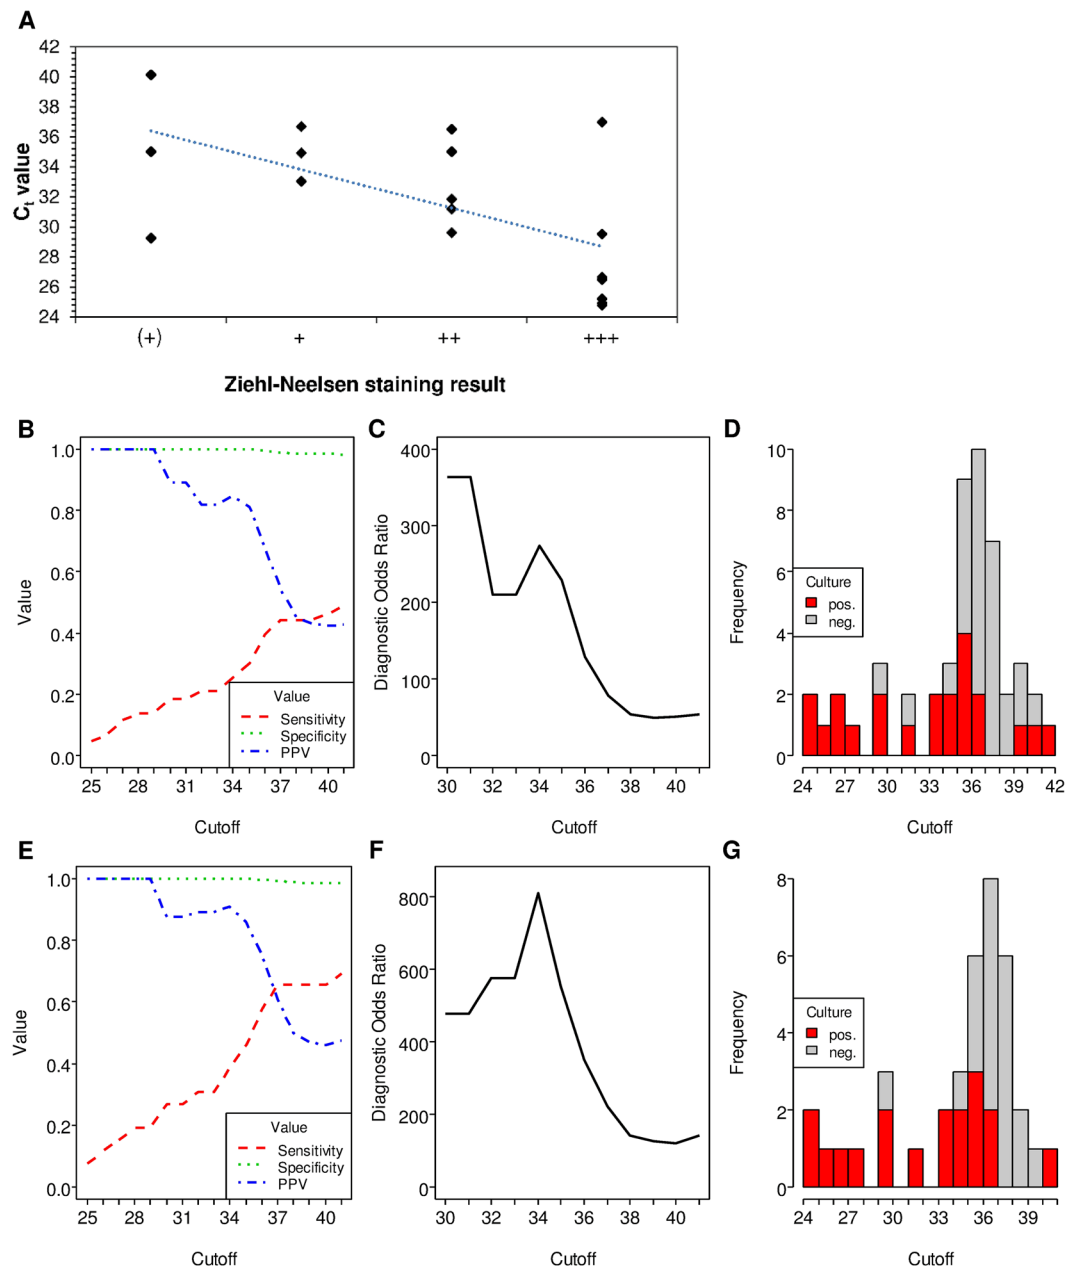 A
42
40
38
36
34
32
30
28
26
24
Ct value
(+)
+
++
+++
Ziehl-Neelsen staining result
B
1.0
0.8
0.6
0.4
0.2
0.0
Value
Value
Sensitivity
Specificity
PPV
25
28
31
34
37
40
Cutoff
C
400
300
200
100
0
Diagnostic Odds Ratio
30
32
34
36
38
40
Cutoff
D
10
8
6
4
2
0
Frequency
Culture
pos.
neg.
24
27
30
33
36
39
42
Cutoff
E
1.0
0.8
0.6
0.4
0.2
0.0
Value
Value
Sensitivity
Specificity
PPV
25
28
31
34
37
40
Cutoff
F
800
600
400
200
0
Diagnostic Odds Ratio
30
32
34
36
38
40
Cutoff
G
8
6
4
2
0
Frequency
Culture
pos.
neg.
24
27
30
33
36
39
Cutoff